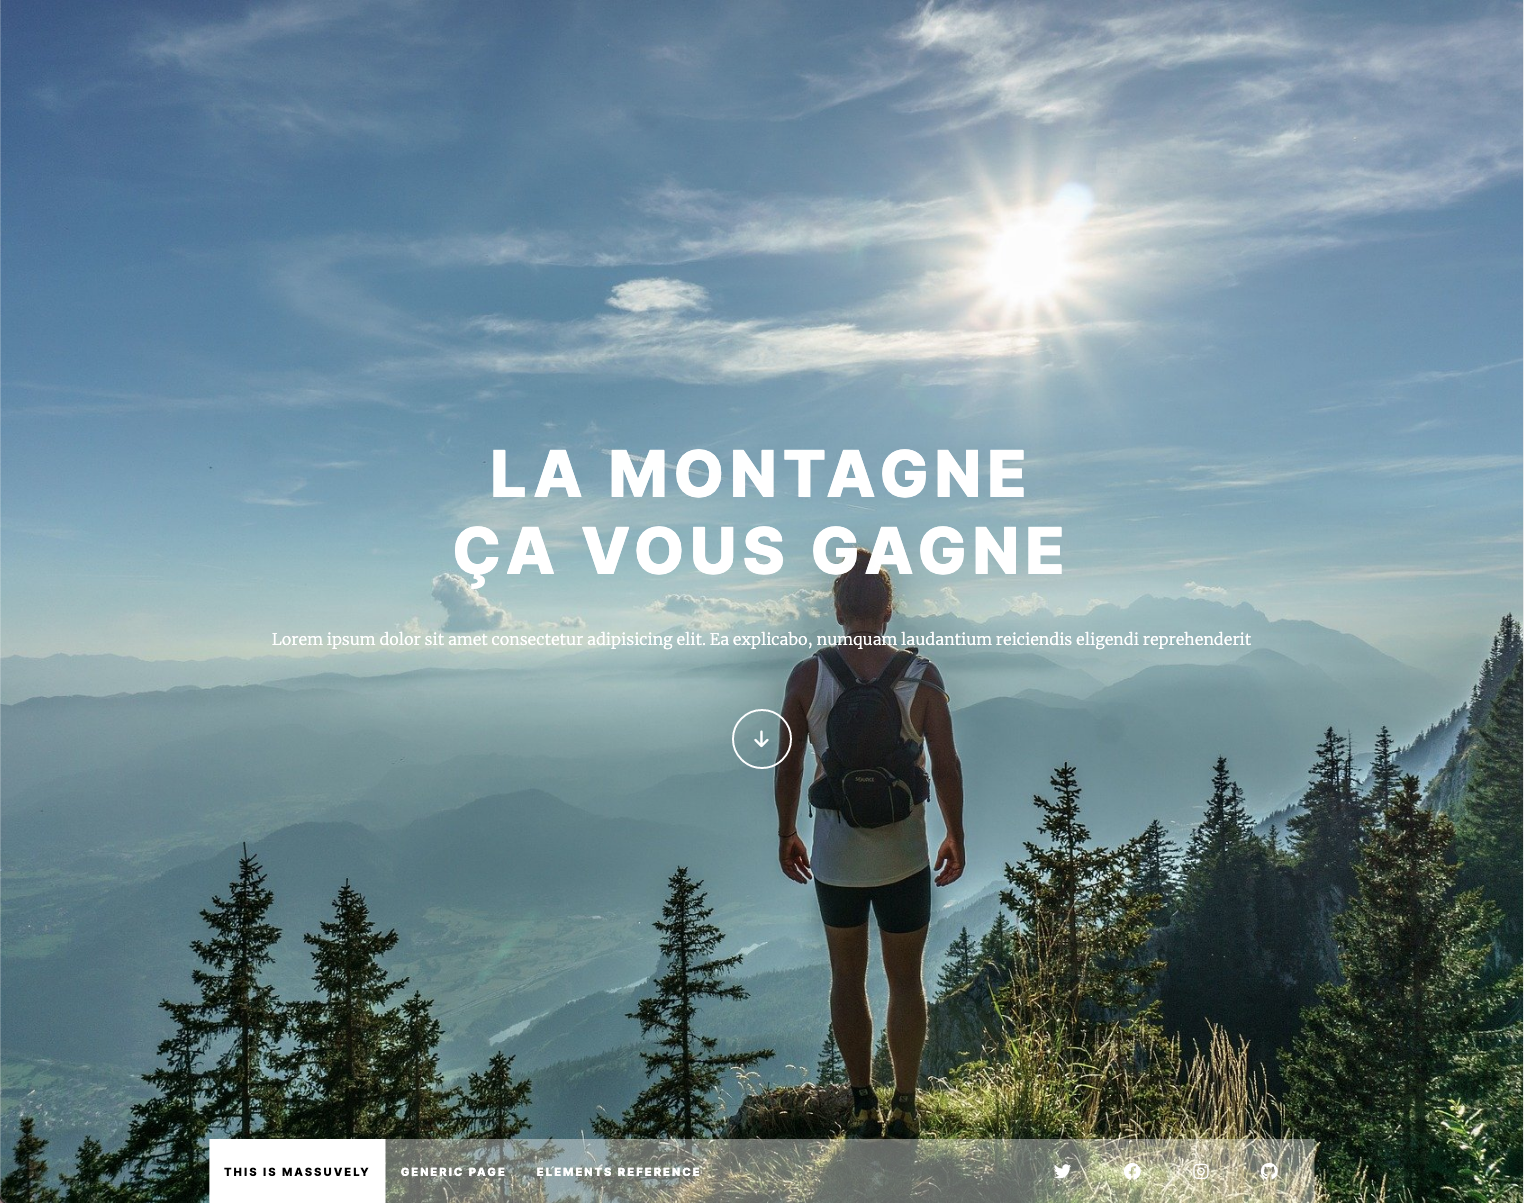 LA MONTAGNE
ÇA VOUS GAGNE
Lorem ipsum dolor sit amet consectetur adipisicing elit. Ea explicabo, numquam laudantium reiciendis eligendi reprehenderit
THIS IS MASSUVELY GENERIC PAGE ELEMENTS REFERENCE